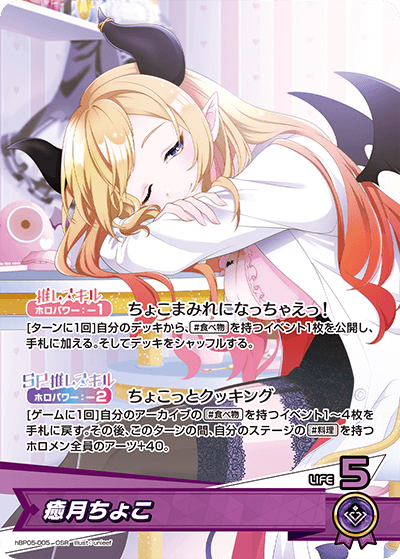 推しスキル
ホロパワー：－1
ちょこまみれになっちゃえっ！
[ターンに1回]自分のデッキから、#食べ物を持つイベント1枚を公開し、
手札に加える。そしてデッキをシャッフルする。
SP推しスキル
ホロパワー：－2
ちょこっとクッキング
[ゲームに1回]自分のアーカイブの#食べ物を持つイベント1～4枚を
手札に戻す。その後、このターンの間、自分のステージの#料理を持つ
ホロメン全員のアーツ+40。
LIFE 5
癒月ちょこ
hBP05-005 OSR illust：junieef